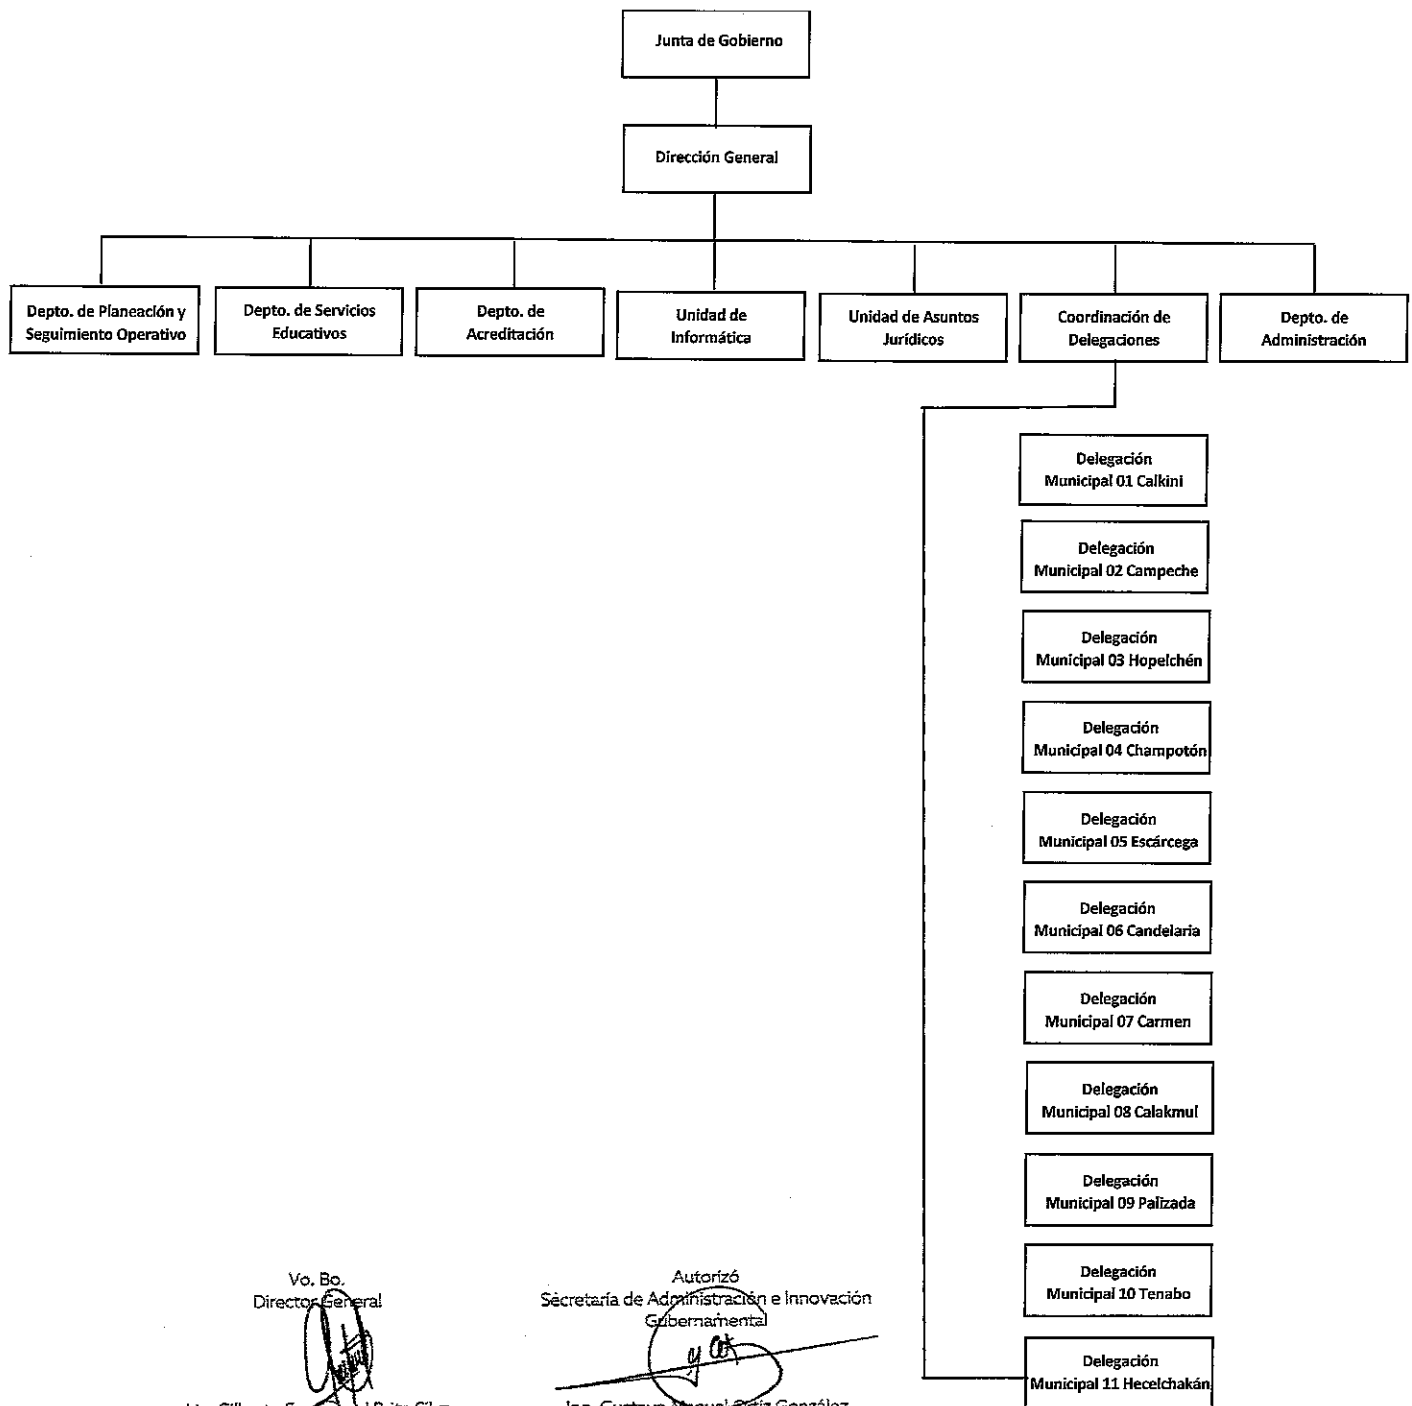 Junta de Gobierno
Dirección General
Depto. de Planeación y
Seguimiento Operativo
Depto. de Servicios
Educativos
Depto. de
Acreditación
Unidad de
Informática
Unidad de Asuntos
Jurídicos
Coordinación de
Delegaciones
Depto. de
Administración
Delegación
Municipal 01 Calkini
Delegación
Municipal 02 Campeche
Delegación
Municipal 03 Hopelchén
Delegación
Municipal 04 Champotón
Delegación
Municipal 05 Escárcega
Delegación
Municipal 06 Candelaria
Delegación
Municipal 07 Carmen
Delegación
Municipal 08 Calakmul
Delegación
Municipal 09 Palizada
Delegación
Municipal 10 Tenabo
Delegación
Municipal 11 Hecelchakán
Vo. Bo.
Director General
Autorizó
Secretaría de Administración e Innovación
Gubernamental
Ing. Gustavo Ortiz González